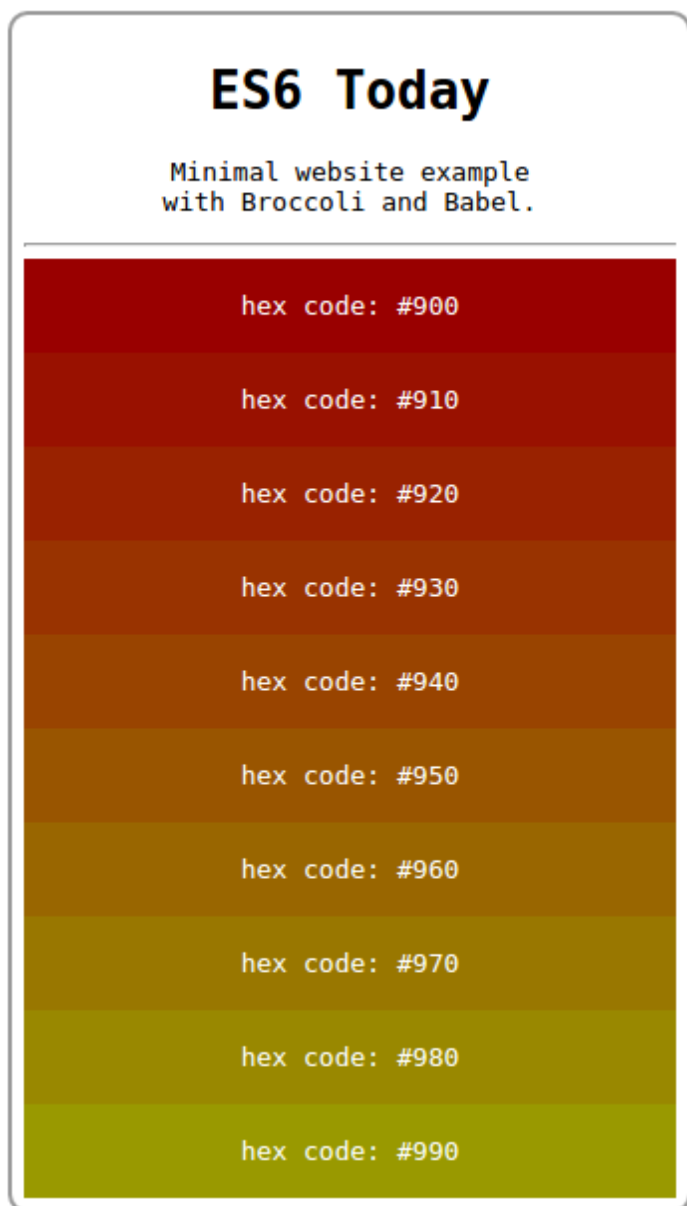 ES6 Today
Minimal website example
with Broccoli and Babel.
hex code: #900
hex code: #910
hex code: #920
hex code: #930
hex code: #940
hex code: #950
hex code: #960
hex code: #970
hex code: #980
hex code: #990